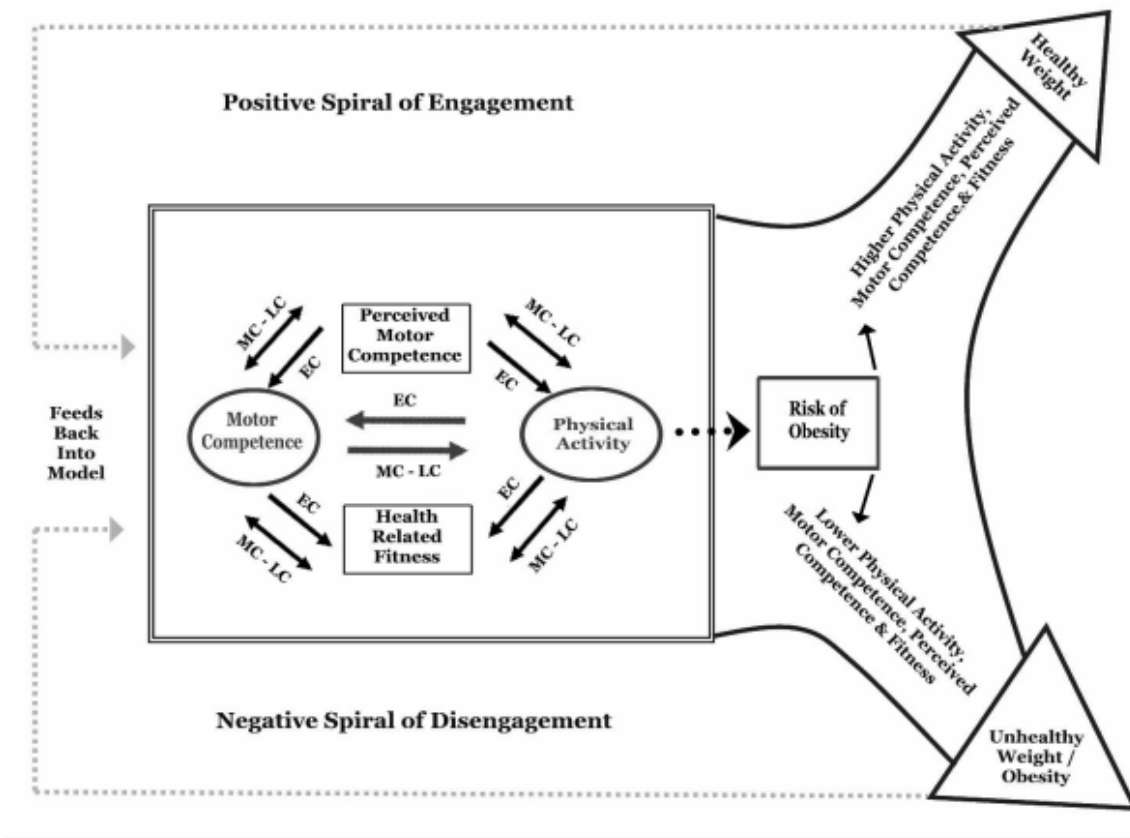 Positive Spiral of Engagement
Healthy
Weight
Higher Physical Activity,
Motor Competence, Perceived
Competence.& Fitness
MC - LC
Perceived
Motor
Competence
MC - LC
EC
EC
Feeds
Back
Into
Model
Motor
Competence
EC
MC - LC
Physical
Activity
Risk of
Obesity
EC
Health
Related
Fitness
EC
MC - LC
MC - LC
Lower Physical Activity,
Motor Competence, Perceived
Competence & Fitness
Negative Spiral of Disengagement
Unhealthy
Weight /
Obesity